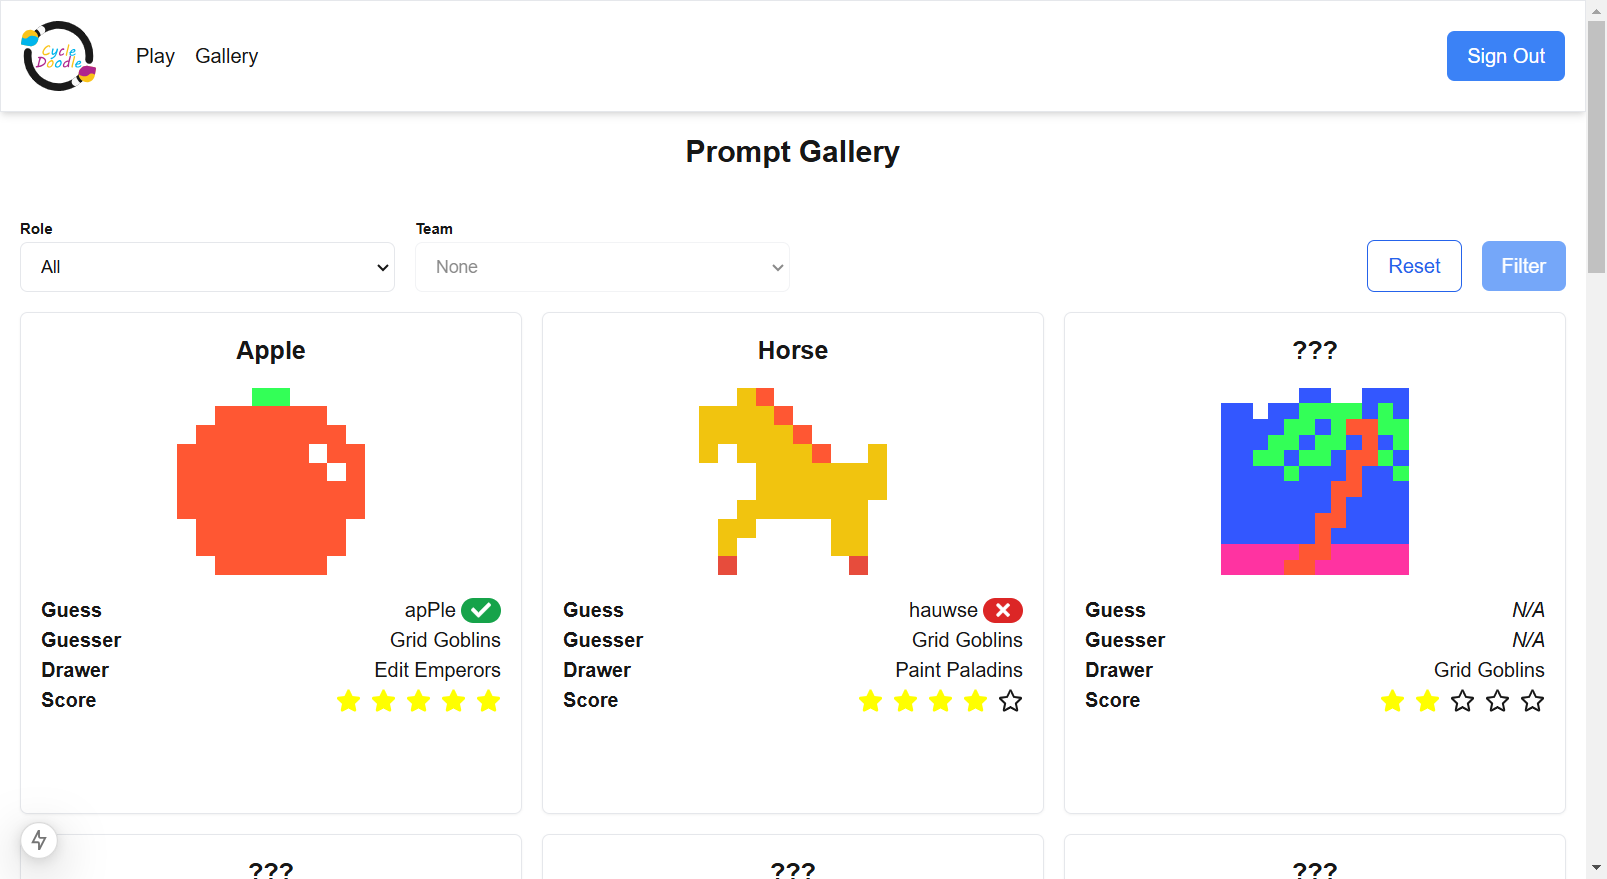 Cycle
Doodle
Play Gallery
Sign Out
Prompt Gallery
Role
Team
All
None
Reset
Filter
Apple
Guess apPle
Guesser Grid Goblins
Drawer Edit Emperors
Score
Horse
Guess hauwse
Guesser Grid Goblins
Drawer Paint Paladins
Score
???
Guess N/A
Guesser N/A
Drawer Grid Goblins
Score
???
???
???